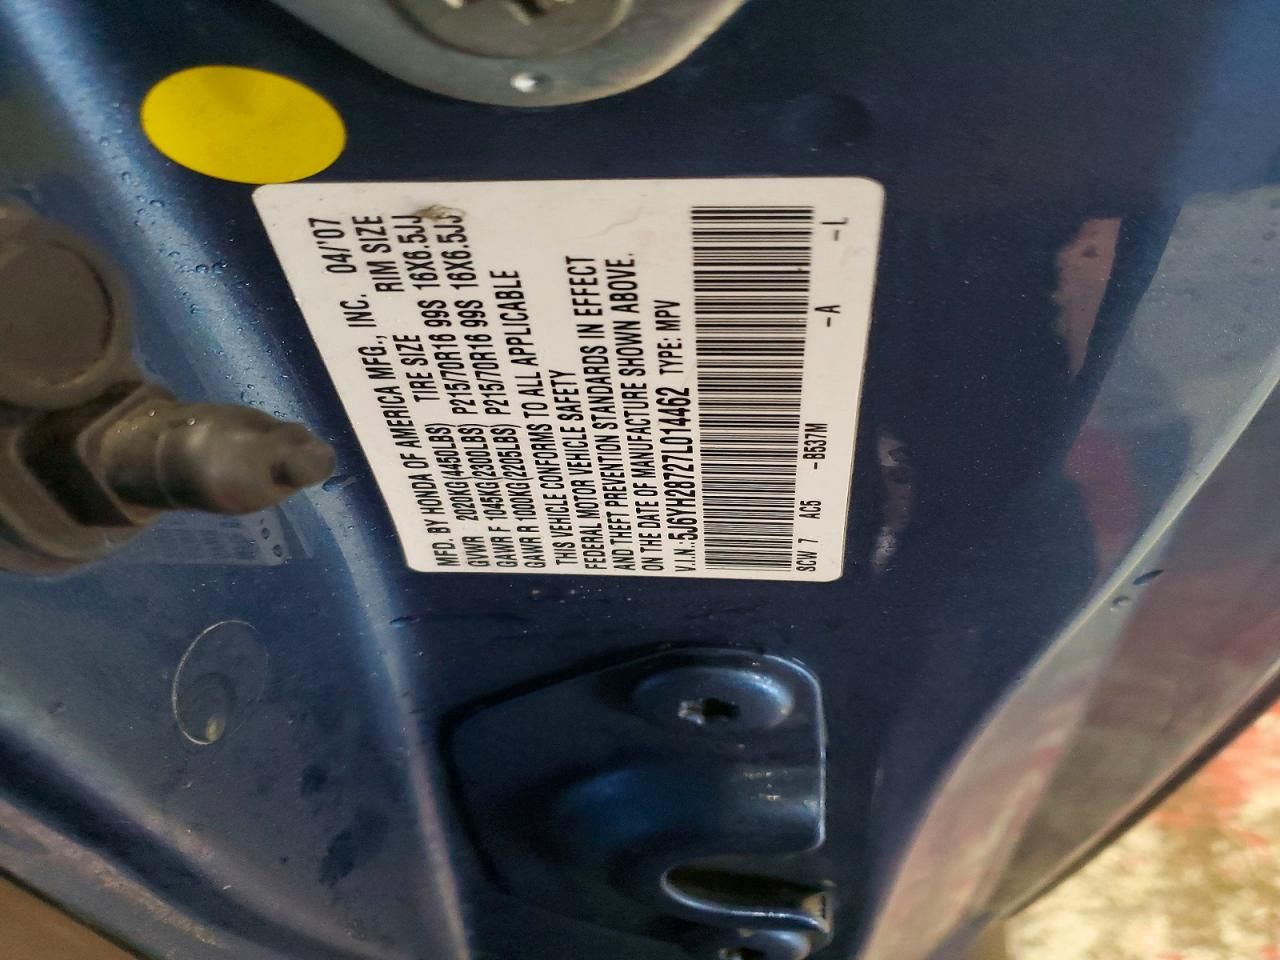 MFD. BY HONDA OF AMERICA MFG., INC. 04/'07
GVWR 2020KG(4450LBS) TIRE SIZE RIM SIZE
GAWR F 1045KG(2300LBS) P215/70R16 99S 16X6.5JJ
GAWR R 1000KG(2205LBS) P215/70R16 99S 16X6.5JJ
THIS VEHICLE CONFORMS TO ALL APPLICABLE
FEDERAL MOTOR VEHICLE SAFETY
AND THEFT PREVENTION STANDARDS IN EFFECT
ON THE DATE OF MANUFACTURE SHOWN ABOVE.
V.I.N. 5J6YH28727L014462 TYPE: MPV
SCW 7 AC5 -B537M -A -L